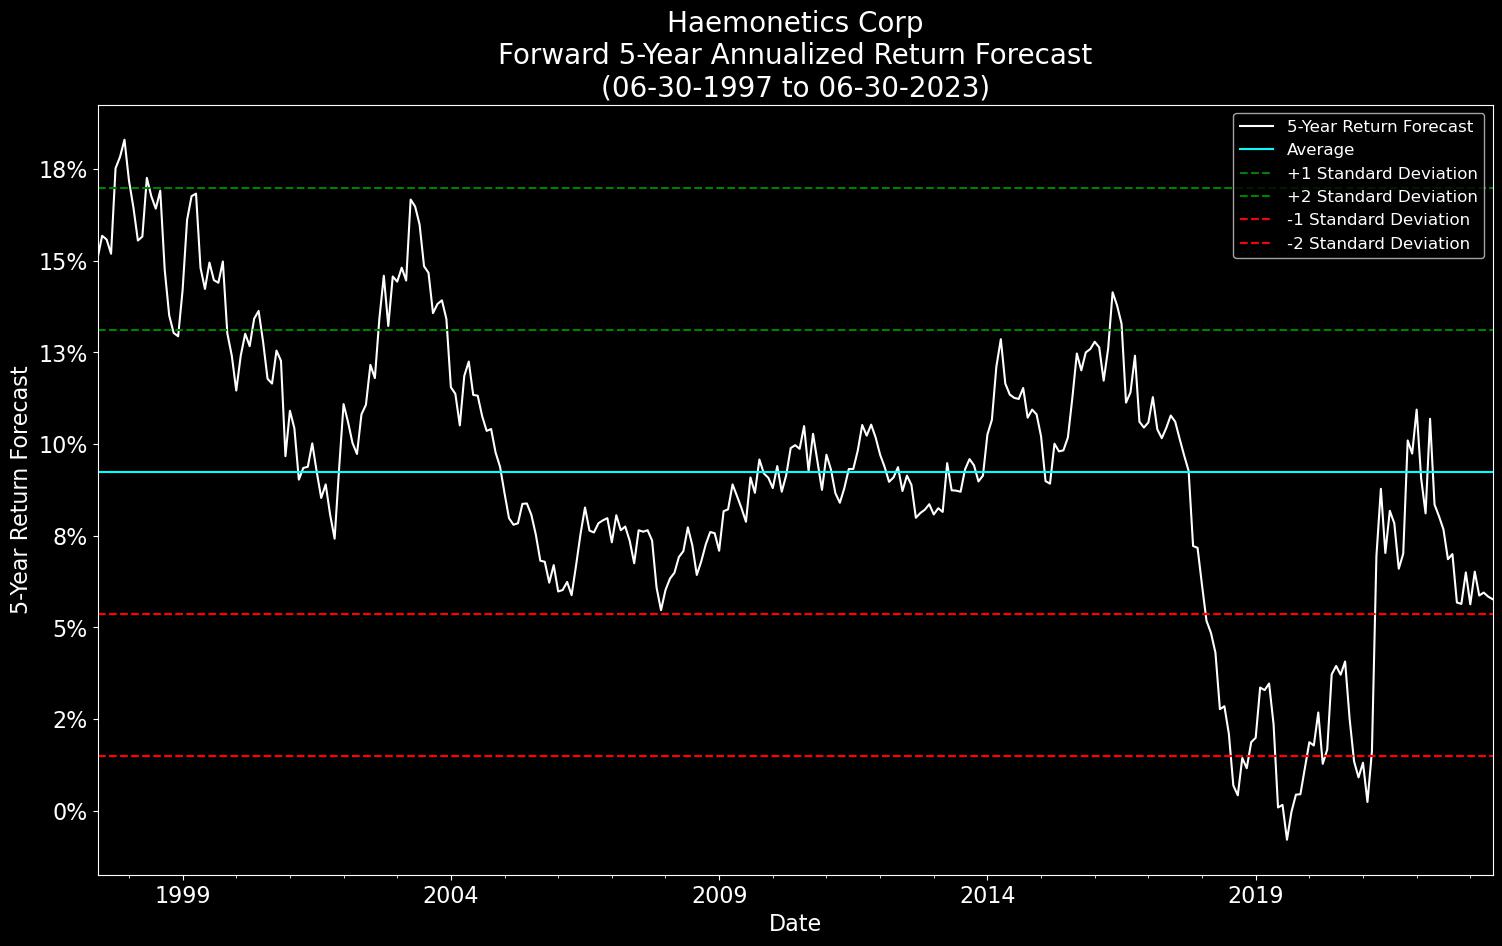 Haemonetics Corp
Forward 5-Year Annualized Return Forecast
(06-30-1997 to 06-30-2023)
5-Year Return Forecast
Average
+1 Standard Deviation
+2 Standard Deviation
-1 Standard Deviation
-2 Standard Deviation
18%
15%
13%
10%
8%
5%
2%
0%
5-Year Return Forecast
1999
2004
2009
2014
2019
Date